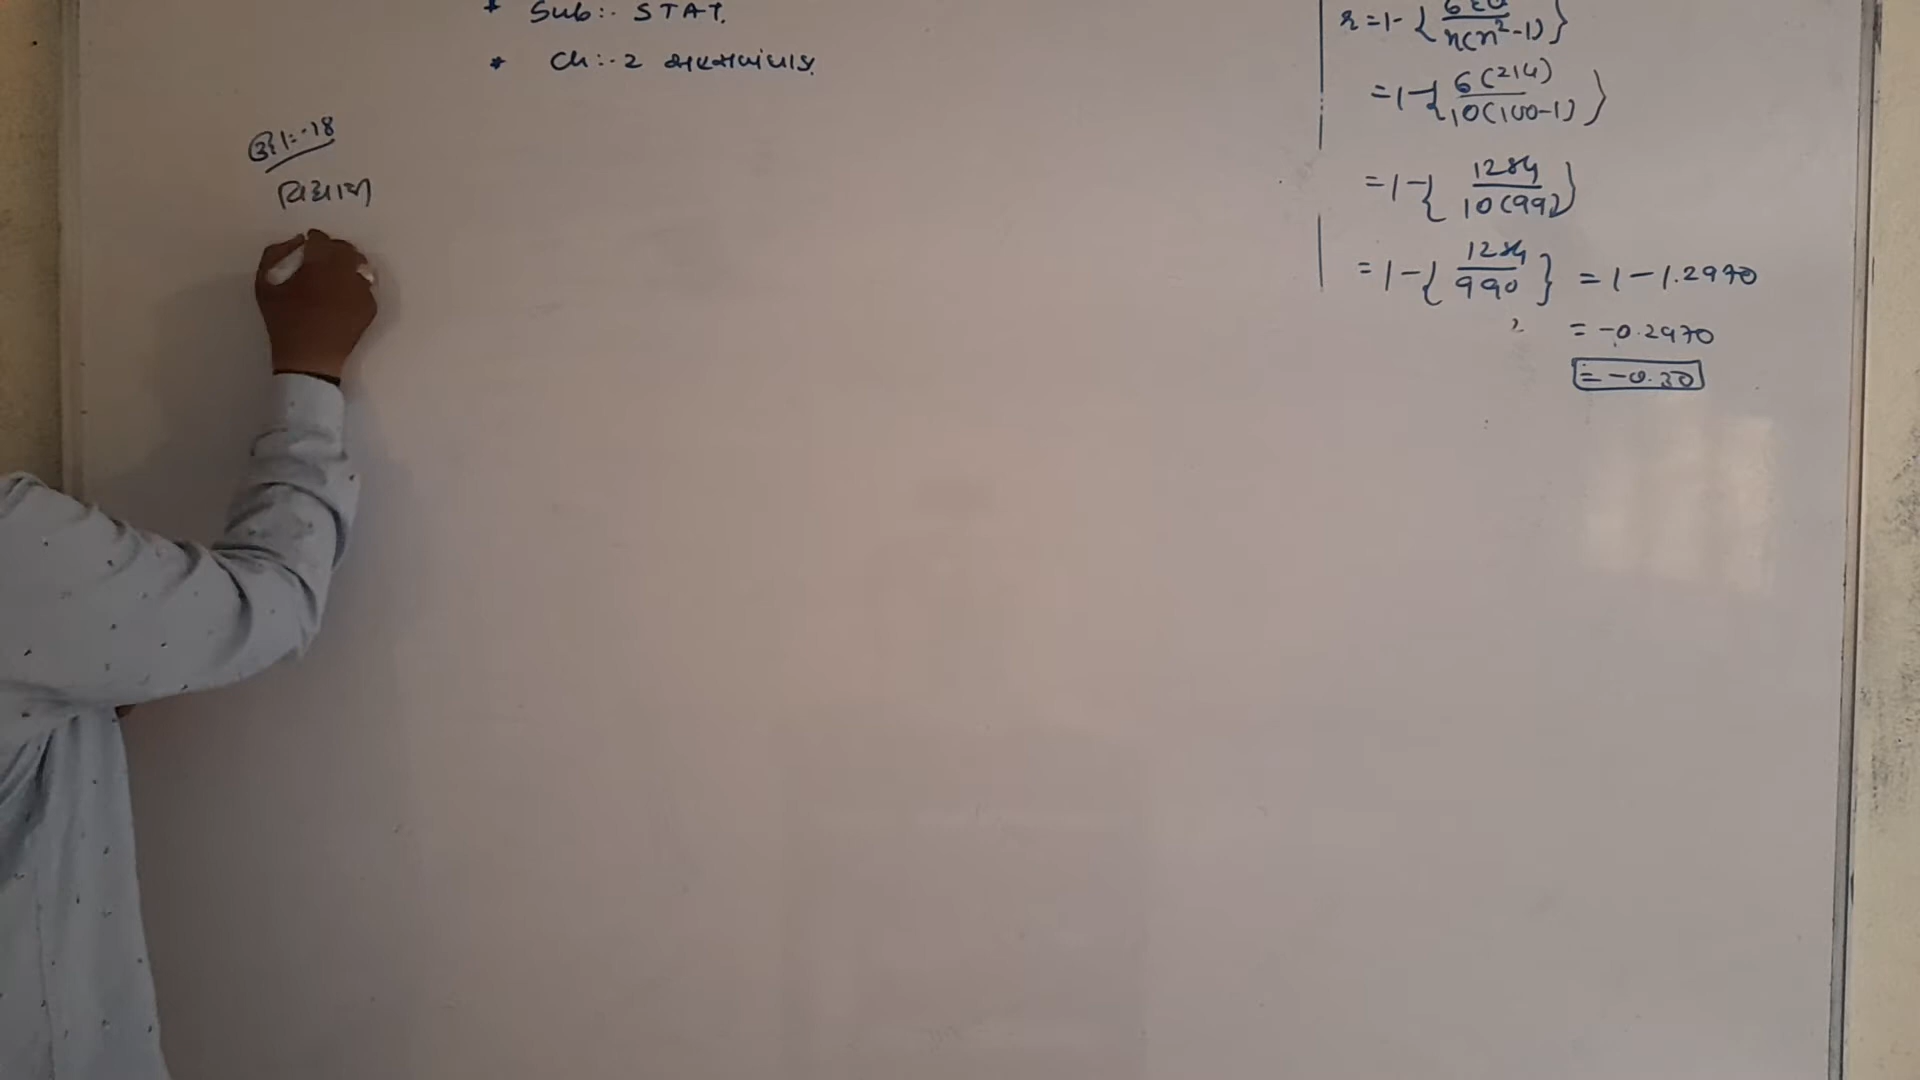 * Sub:- STAT.
* Ch:-2 સહસંબંધાંક
ઉદા:-18
વિદ્યાર્થી
r=1-{6Σd²/n(n²-1)}
=1-{6(214)/10(100-1)}
=1-{1284/10(99)}
=1-{1284/990} =1-1.2970
=-0.2970
=-0.30